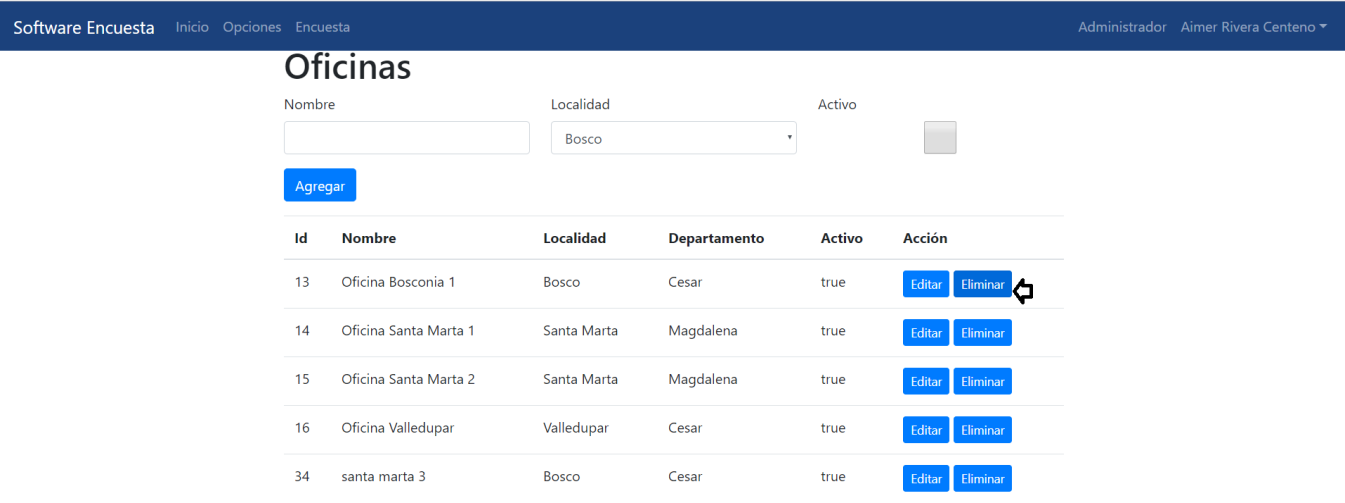 Software Encuesta Inicio Opciones Encuesta Administrador Aimer Rivera Centeno
Oficinas
Nombre Localidad Activo
Bosco
Agregar
Id Nombre Localidad Departamento Activo Acción
13 Oficina Bosconia 1 Bosco Cesar true Editar Eliminar
14 Oficina Santa Marta 1 Santa Marta Magdalena true Editar Eliminar
15 Oficina Santa Marta 2 Santa Marta Magdalena true Editar Eliminar
16 Oficina Valledupar Valledupar Cesar true Editar Eliminar
34 santa marta 3 Bosco Cesar true Editar Eliminar